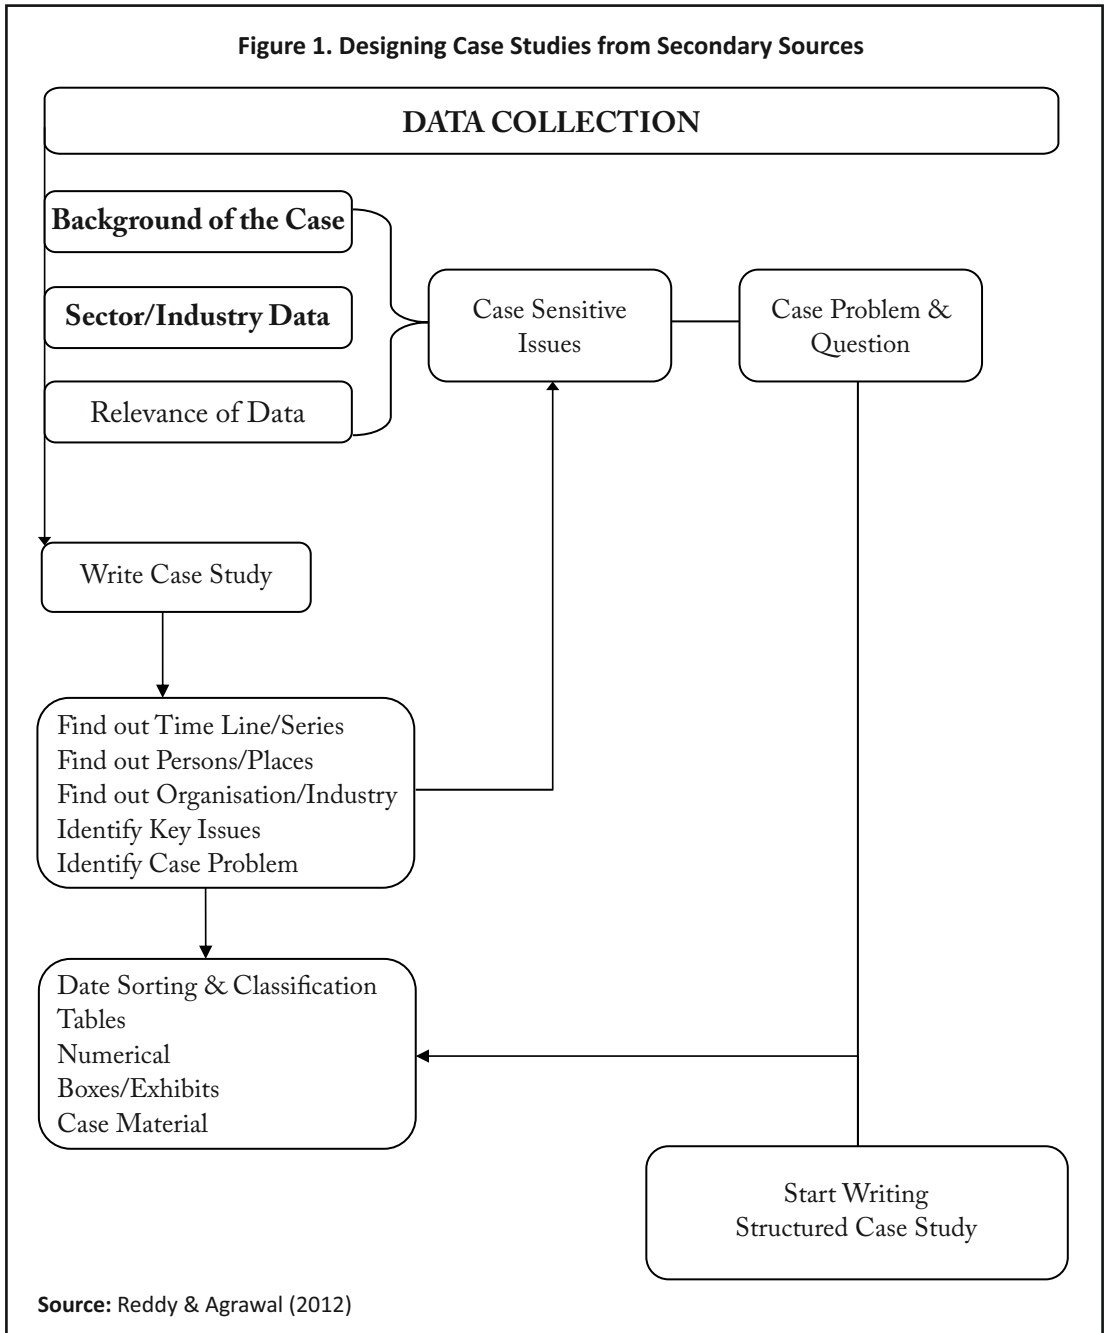 Figure 1. Designing Case Studies from Secondary Sources
DATA COLLECTION
Background of the Case
Sector/Industry Data
Relevance of Data
Case Sensitive
Issues
Case Problem &
Question
Write Case Study
Find out Time Line/Series
Find out Persons/Places
Find out Organisation/Industry
Identify Key Issues
Identify Case Problem
Date Sorting & Classification
Tables
Numerical
Boxes/Exhibits
Case Material
Start Writing
Structured Case Study
Source: Reddy & Agrawal (2012)